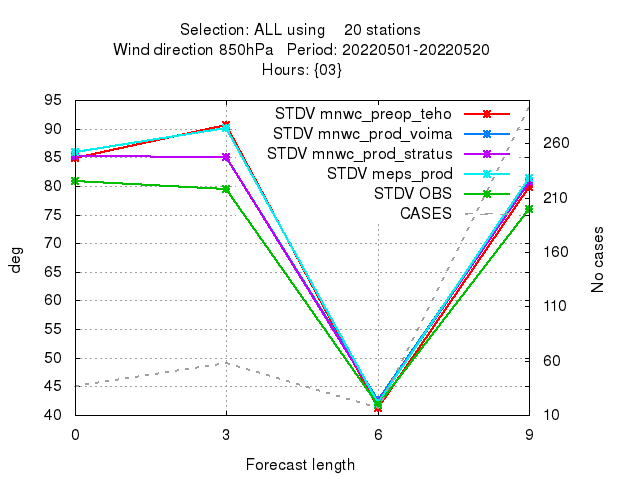 Selection: ALL using    20 stations
Wind direction 850hPa   Period: 20220501-20220520
Hours: {03}
STDV mnwc_preop_teho
STDV mnwc_prod_voima
STDV mnwc_prod_stratus
STDV meps_prod
STDV OBS
CASES
95
90
85
80
75
70
65
60
55
50
45
40
deg
260
210
160
110
60
10
No cases
0 3 6 9
Forecast length